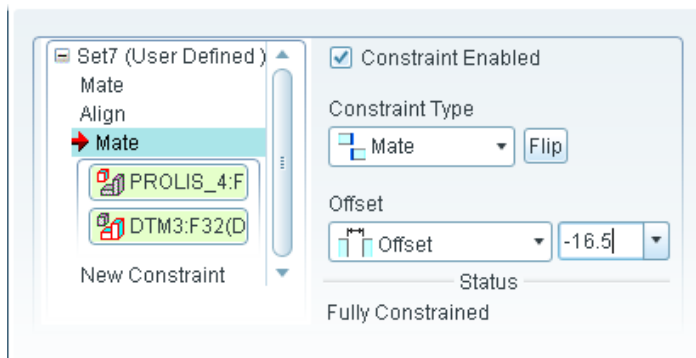 Set7 (User Defined )
Mate
Align
Mate
PROLIS_4:F
DTM3:F32(D
New Constraint
Constraint Enabled
Constraint Type
Mate
Flip
Offset
Offset
-16.5
Status
Fully Constrained